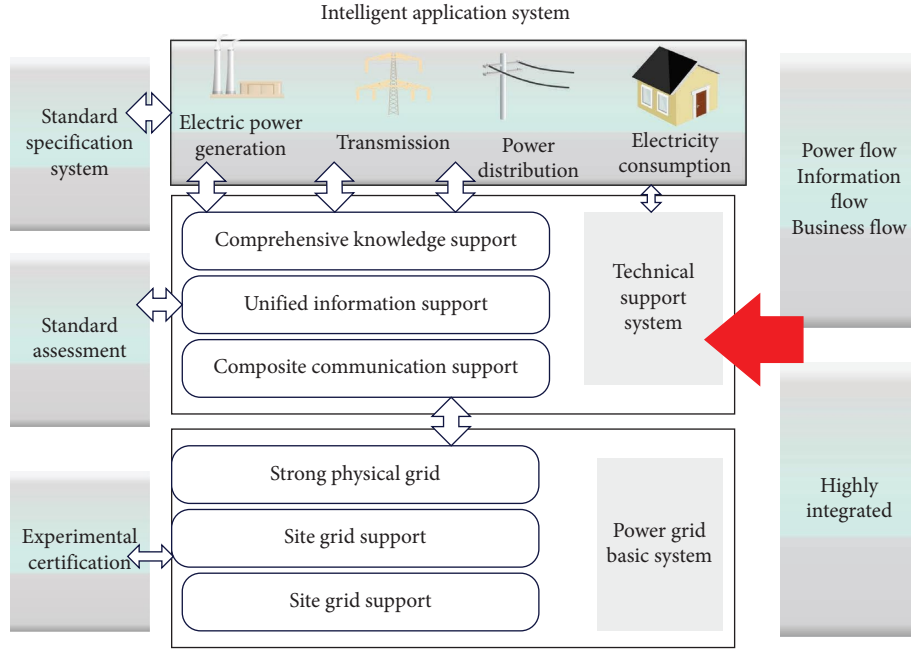 Intelligent application system
Standard
specification
system
Electric power
generation
Transmission
Power
distribution
Electricity
consumption
Power flow
Information
flow
Business flow
Comprehensive knowledge support
Unified information support
Composite communication support
Technical
support
system
Standard
assessment
Strong physical grid
Site grid support
Site grid support
Power grid
basic system
Experimental
certification
Highly
integrated